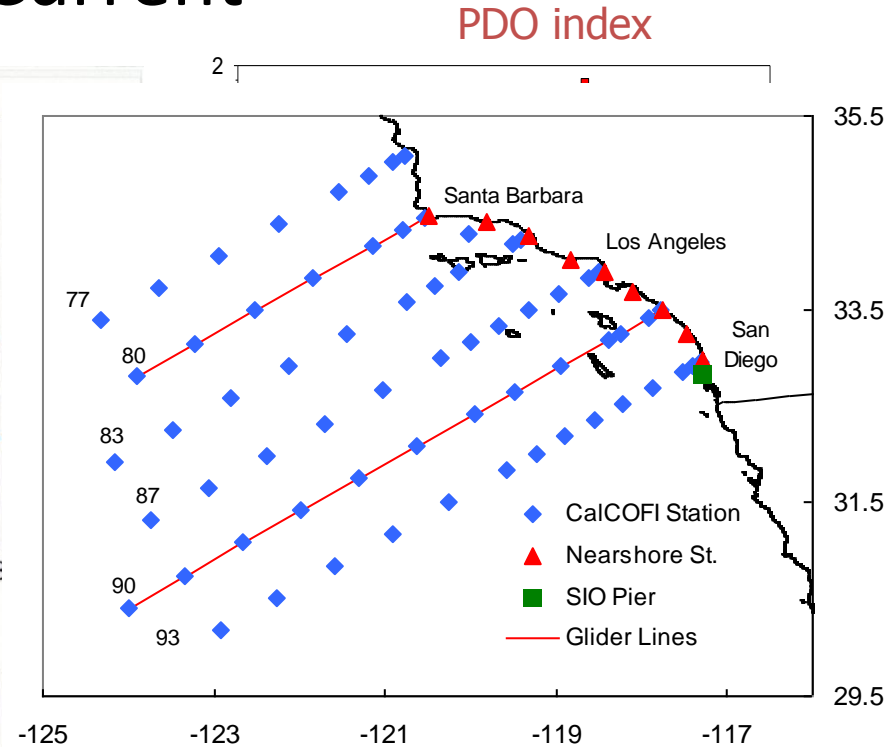 PDO index
2
35.5
Santa Barbara
Los Angeles
77
33.5
San
Diego
80
83
87
31.5
CalCOFI Station
Nearshore St.
90
SIO Pier
93
Glider Lines
29.5
-125
-123
-121
-119
-117